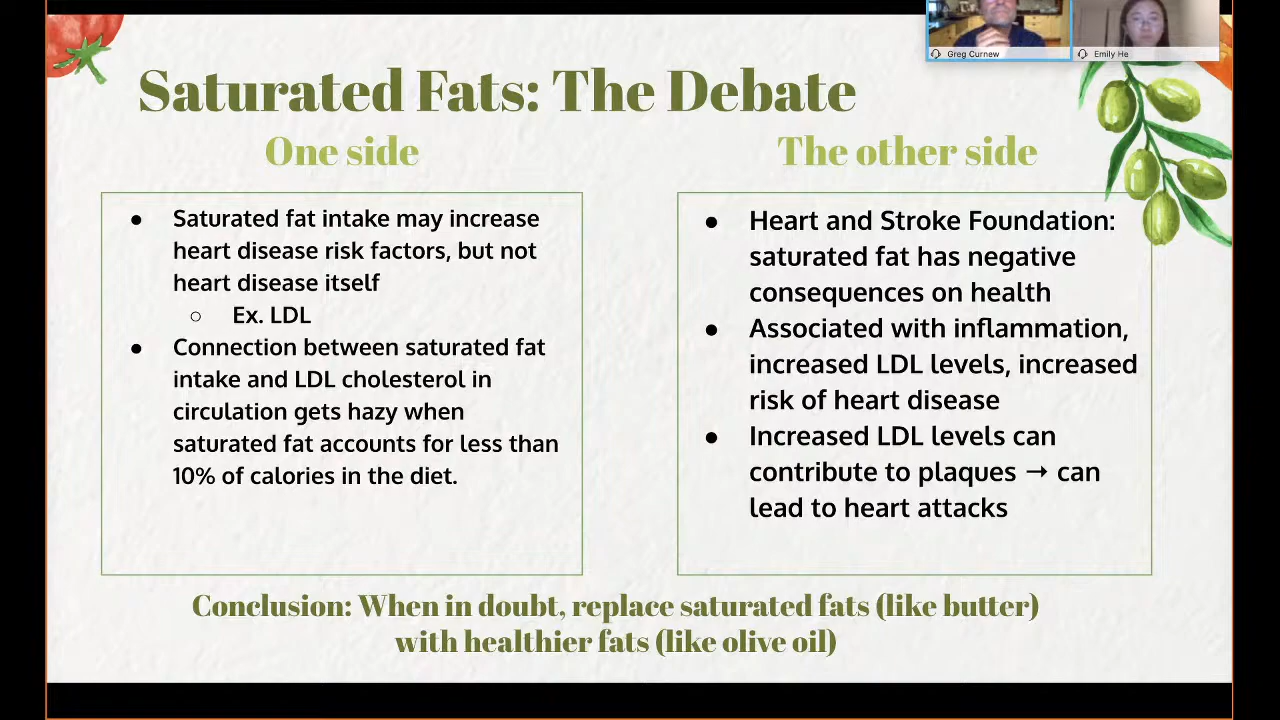 Greg Curnew
Emily He
Saturated Fats: The Debate
One side
● Saturated fat intake may increase
heart disease risk factors, but not
heart disease itself
○ Ex. LDL
● Connection between saturated fat
intake and LDL cholesterol in
circulation gets hazy when
saturated fat accounts for less than
10% of calories in the diet.
The other side
● Heart and Stroke Foundation:
saturated fat has negative
consequences on health
● Associated with inflammation,
increased LDL levels, increased
risk of heart disease
● Increased LDL levels can
contribute to plaques → can
lead to heart attacks
Conclusion: When in doubt, replace saturated fats (like butter)
with healthier fats (like olive oil)